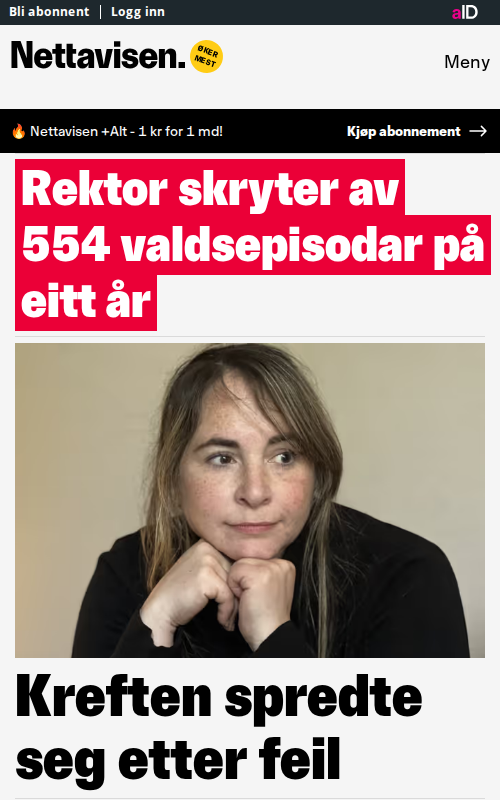 Bli abonnent | Logg inn
aID
Nettavisen.
ØKER
MEST
Meny
Nettavisen +Alt - 1 kr for 1 md!
Kjøp abonnement
Rektor skryter av
554 valdsepisodar på
eitt år
Kreften spredte
seg etter feil